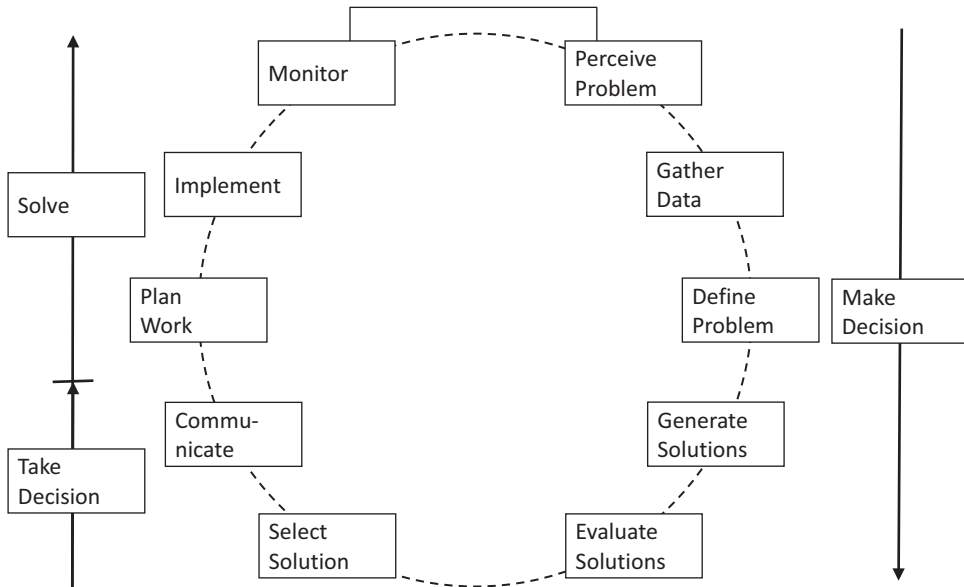 Monitor
Perceive
Problem
Implement
Gather
Data
Solve
Plan
Work
Define
Problem
Make
Decision
Commu-
nicate
Generate
Solutions
Take
Decision
Select
Solution
Evaluate
Solutions